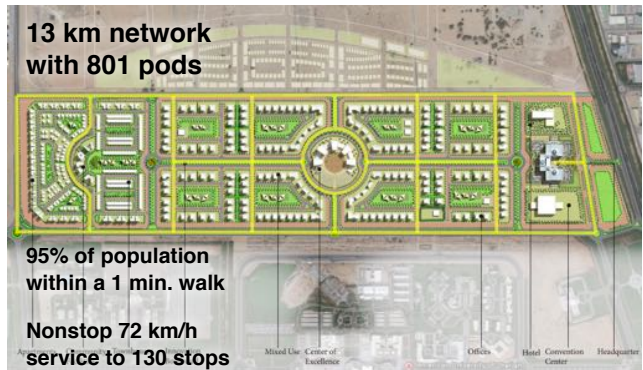 13 km network
with 801 pods
95% of population
within a 1 min. walk
Nonstop 72 km/h
service to 130 stops
Mixed Use
Center of
Excellence
Offices
Hotel
Convention
Center
Headquarter